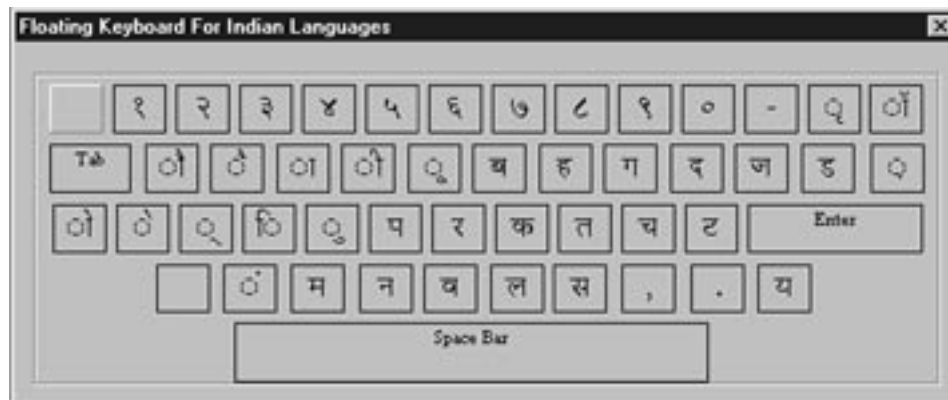 Floating Keyboard For Indian Languages
१ २ ३ ४ ५ ६ ७ ८ ९ ० - ृ ॉ
Tab ौ ै ा ी ू ब ह ग द ज ड ़
ो े ् ि ु प र क त च ट Enter
ं म न व ल स , . य
Space Bar